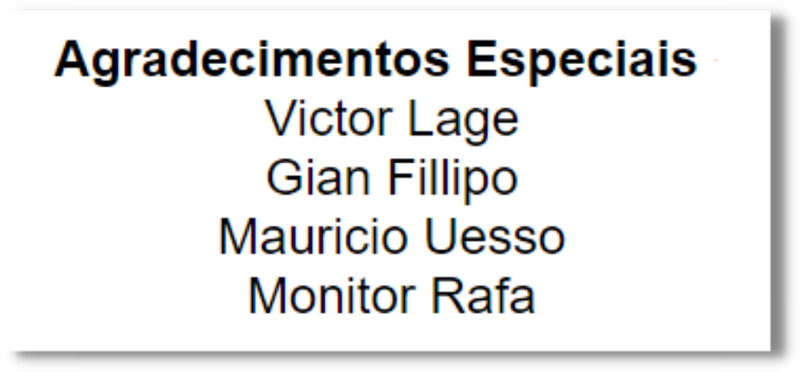 Agradecimentos Especiais
Victor Lage
Gian Fillipo
Mauricio Uesso
Monitor Rafa